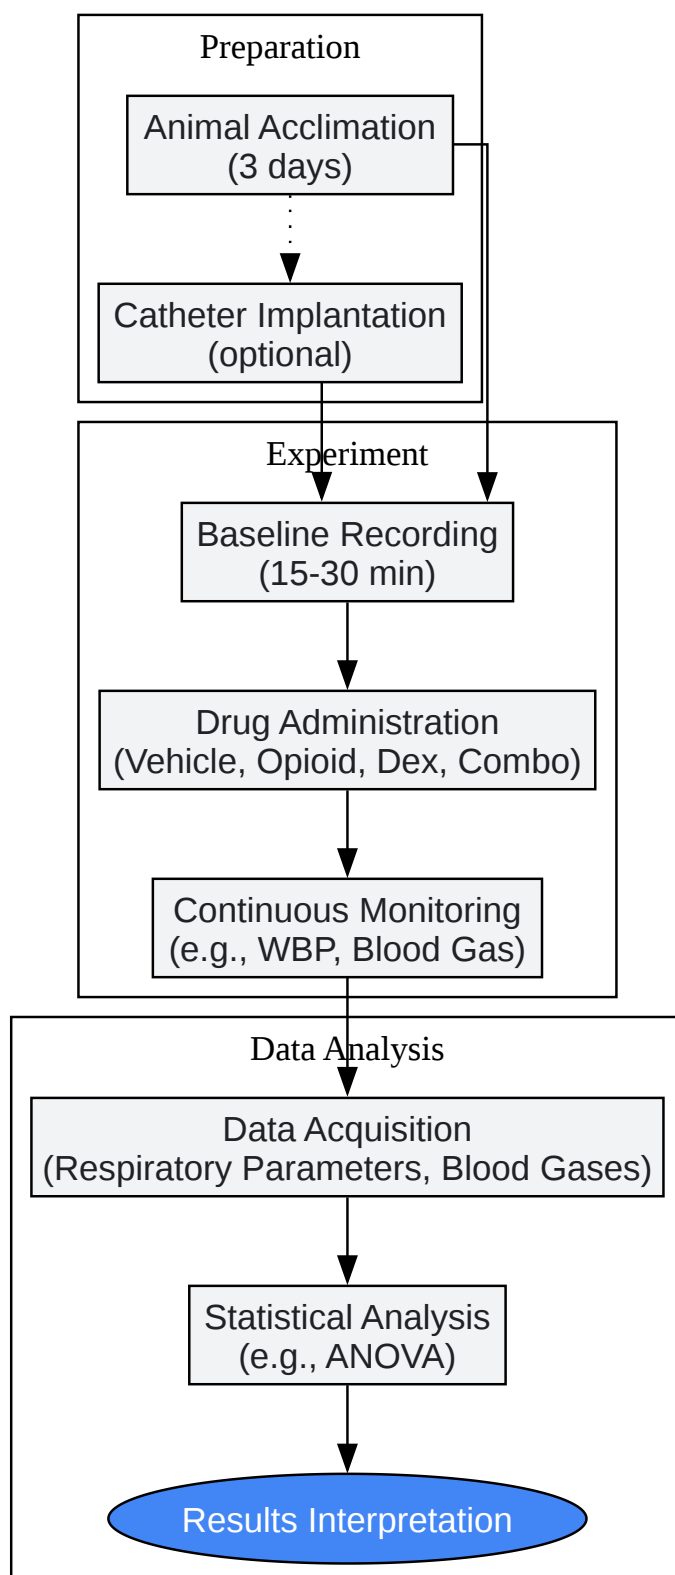 Preparation
Animal Acclimation
(3 days)
Catheter Implantation
(optional)
Experiment
Baseline Recording
(15-30 min)
Drug Administration
(Vehicle, Opioid, Dex, Combo)
Continuous Monitoring
(e.g., WBP, Blood Gas)
Data Analysis
Data Acquisition
(Respiratory Parameters, Blood Gases)
Statistical Analysis
(e.g., ANOVA)
Results Interpretation